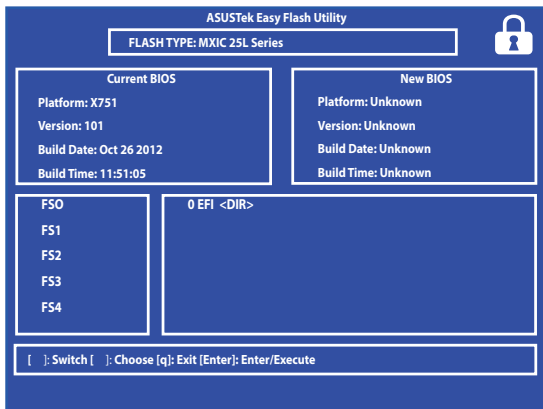 ASUSTek Easy Flash Utility
FLASH TYPE: MXIC 25L Series
Current BIOS
Platform: X751
Version: 101
Build Date: Oct 26 2012
Build Time: 11:51:05
New BIOS
Platform: Unknown
Version: Unknown
Build Date: Unknown
Build Time: Unknown
FSO
FS1
FS2
FS3
FS4
0 EFI <DIR>
[ ]: Switch [ ]: Choose [q]: Exit [Enter]: Enter/Execute